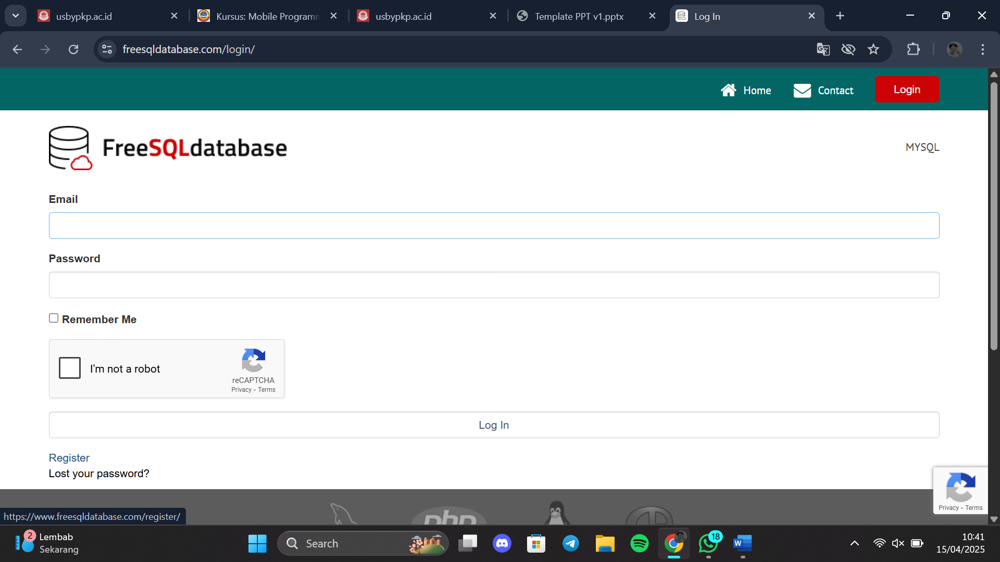 usbypkp.ac.id
Kursus: Mobile Programm
usbypkp.ac.id
Template PPT v1.pptx
Log In
freesqldatabase.com/login/
Home
Contact
Login
FreeSQLdatabase
MYSQL
Email
Password
Remember Me
I'm not a robot
reCAPTCHA
Privacy - Terms
Log In
Register
Lost your password?
Privacy - Terms
php
https://www.freesqldatabase.com/register/
2
Lembab
Sekarang
Search
18
W
10:41
15/04/2025